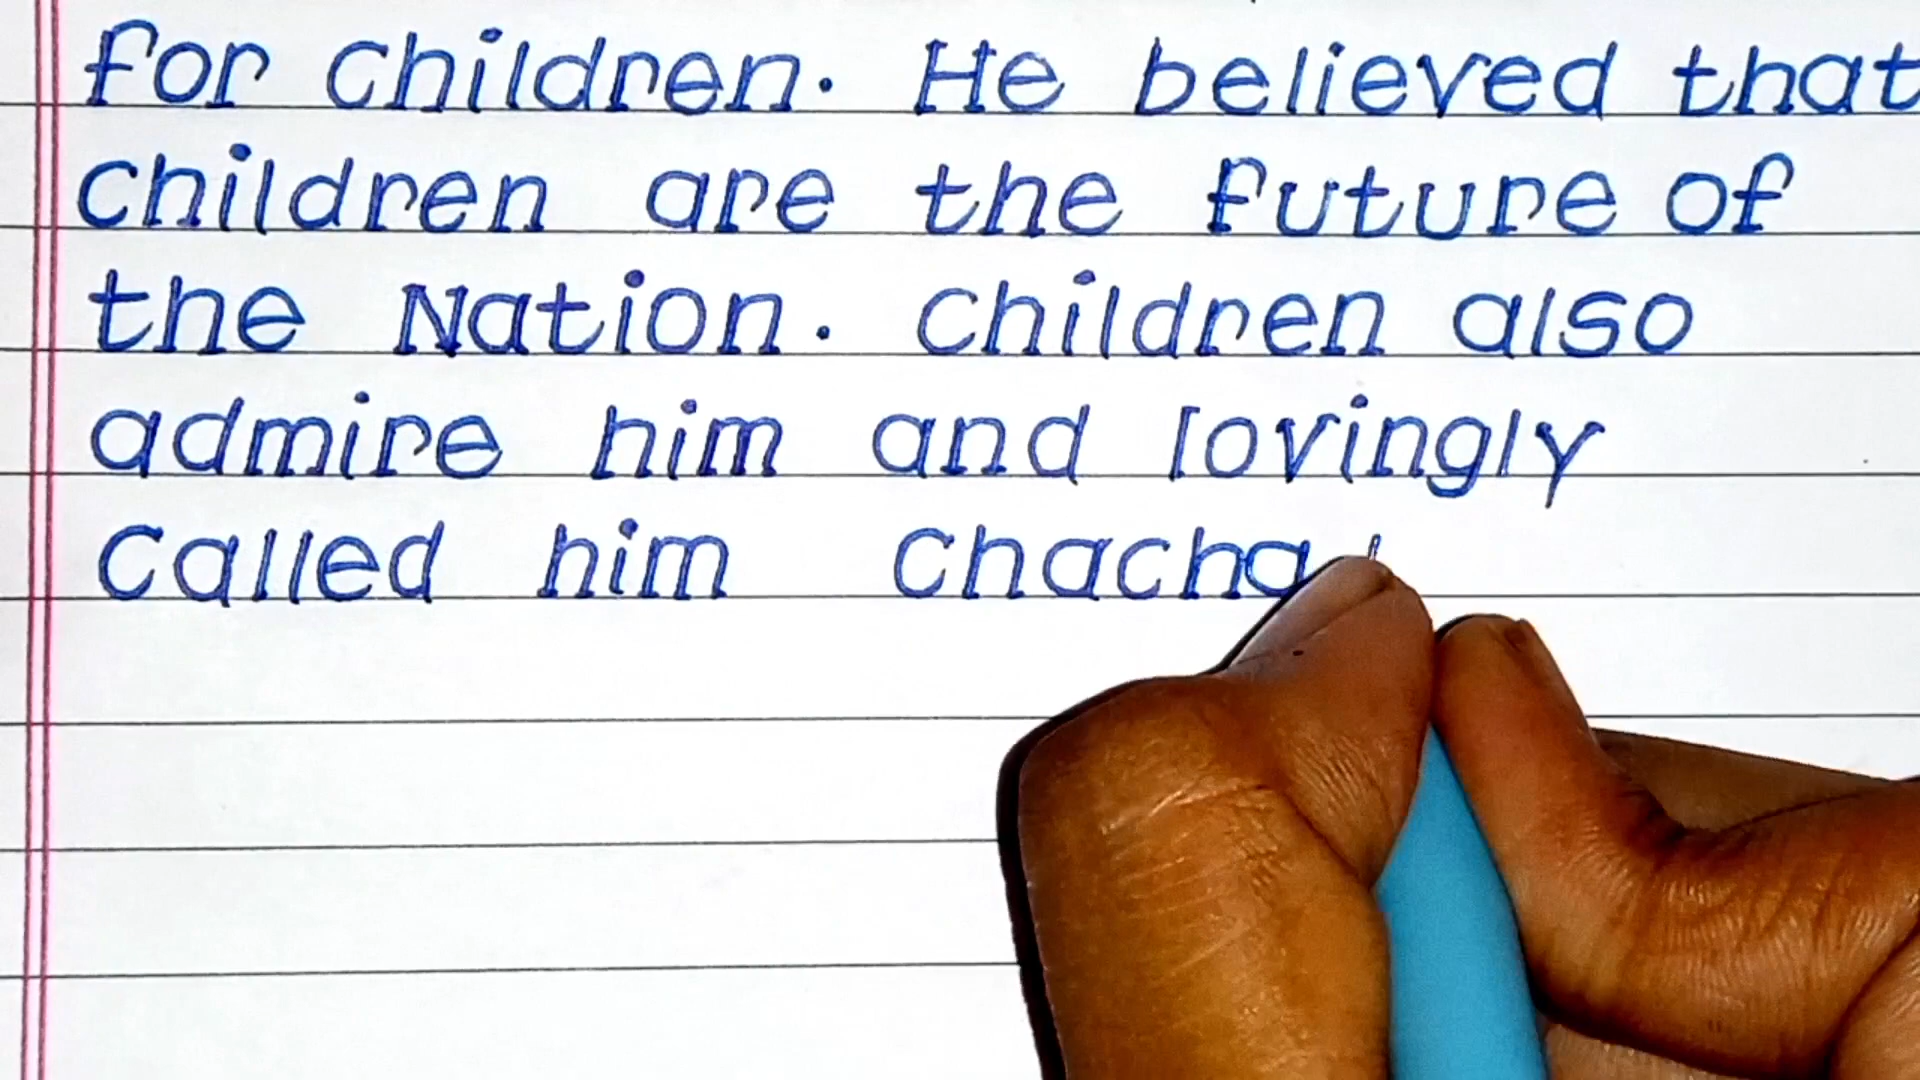 for children. He believed that
children are the future of
the Nation. Children also
admire him and lovingly
Called him Chacha